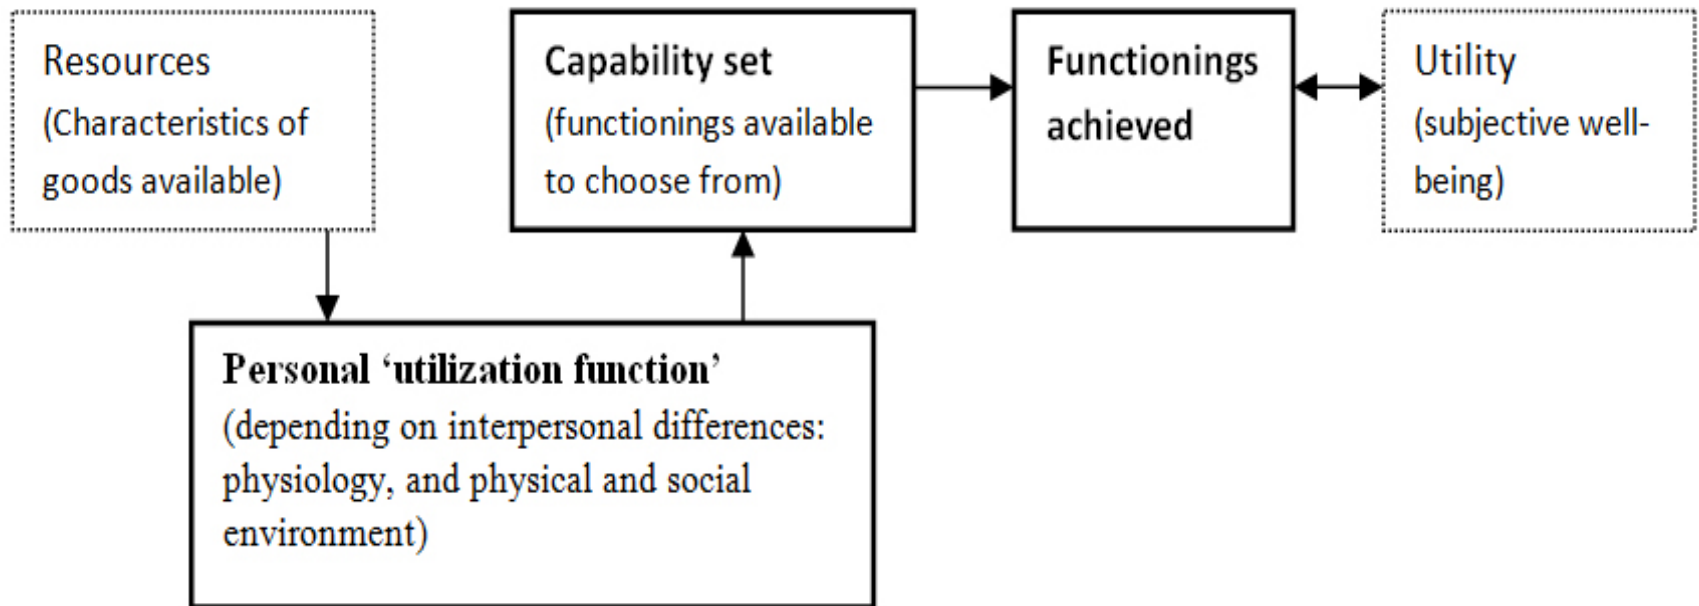 Resources
(Characteristics of
goods available)
Capability set
(functionings available
to choose from)
Functionings
achieved
Utility
(subjective well-
being)
Personal ‘utilization function’
(depending on interpersonal differences:
physiology, and physical and social
environment)